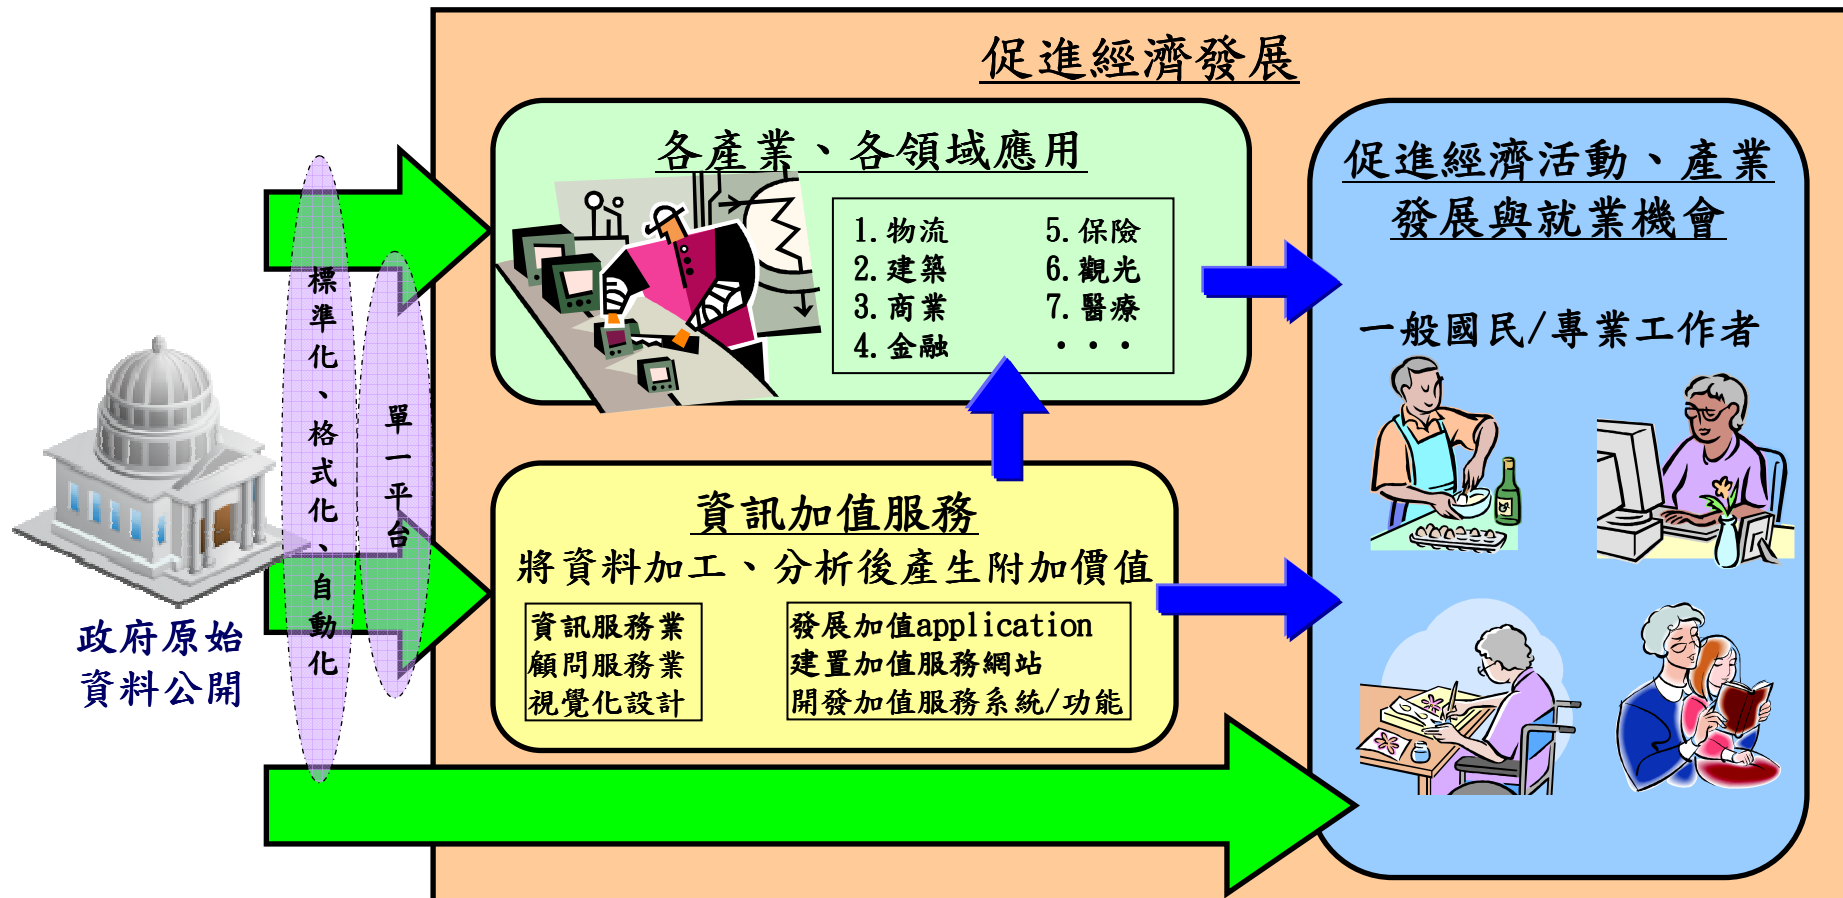 促進經濟發展
各產業、各領域應用
1.物流
2.建築
3.商業
4.金融
5.保險
6.觀光
7.醫療
・・・
促進經濟活動、產業
發展與就業機會
一般國民/專業工作者
標準化、格式化、自動化
單一平台
政府原始
資料公開
資訊加值服務
將資料加工、分析後產生附加價值
資訊服務業
顧問服務業
視覺化設計
發展加值application
建置加值服務網站
開發加值服務系統/功能